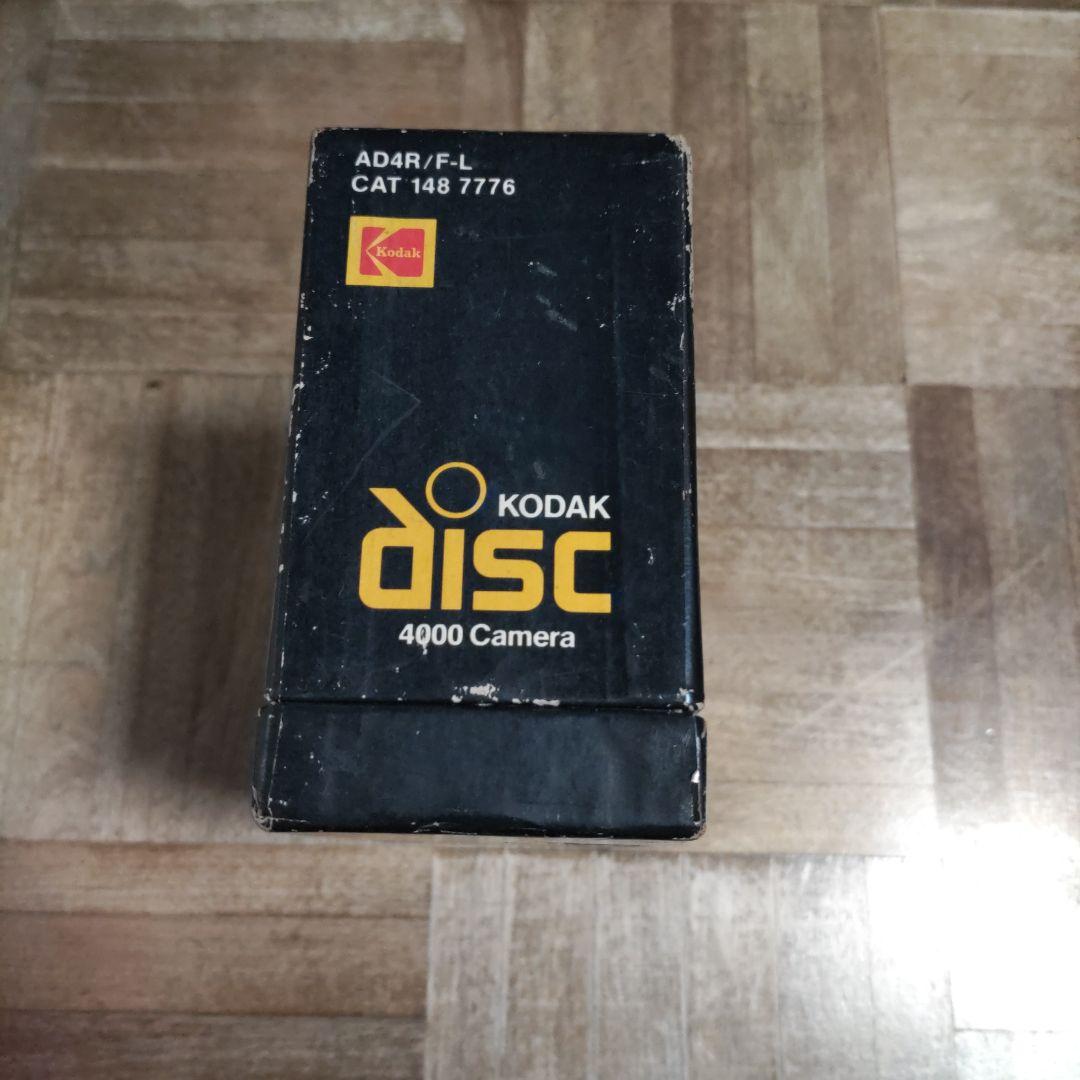 AD4R/F-L
CAT 148 7776
Kodak
KODAK
disc
4000 Camera